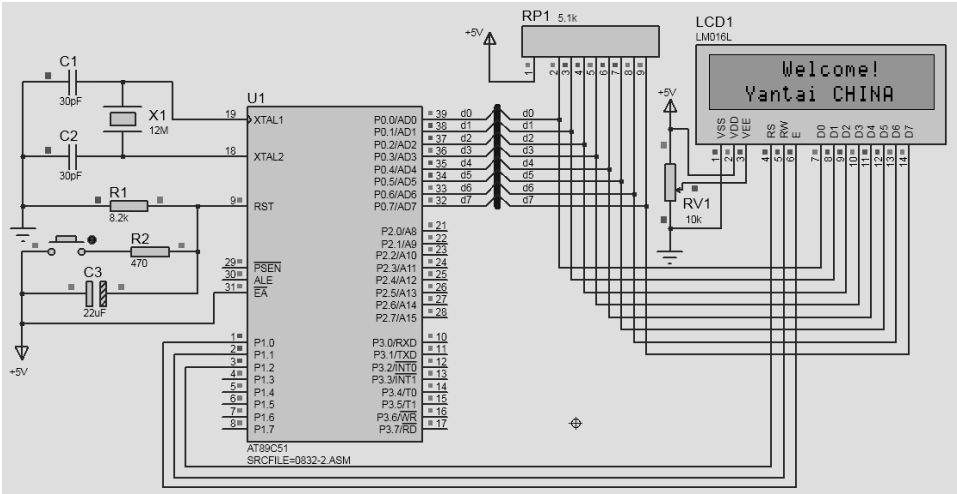 RP1 5.1k
+5V
1
2
3
4
5
6
7
8
9
LCD1
LM016L
Welcome!
Yantai CHINA
VSS
VDD
VEE
RS
RW
E
D0
D1
D2
D3
D4
D5
D6
D7
1
2
3
4
5
6
7
8
9
10
11
12
13
14
+5V
RV1
10k
C1
30pF
X1
12M
C2
30pF
R1
8.2k
R2
470
C3
22uF
+5V
U1
19 XTAL1
18 XTAL2
9 RST
29 PSEN
30 ALE
31 EA
1 P1.0
2 P1.1
3 P1.2
4 P1.3
5 P1.4
6 P1.5
7 P1.6
8 P1.7
P0.0/AD0 39 d0 d0
P0.1/AD1 38 d1 d1
P0.2/AD2 37 d2 d2
P0.3/AD3 36 d3 d3
P0.4/AD4 35 d4 d4
P0.5/AD5 34 d5 d5
P0.6/AD6 33 d6 d6
P0.7/AD7 32 d7 d7
P2.0/A8 21
P2.1/A9 22
P2.2/A10 23
P2.3/A11 24
P2.4/A12 25
P2.5/A13 26
P2.6/A14 27
P2.7/A15 28
P3.0/RXD 10
P3.1/TXD 11
P3.2/INT0 12
P3.3/INT1 13
P3.4/T0 14
P3.5/T1 15
P3.6/WR 16
P3.7/RD 17
AT89C51
SRCFILE=0832-2.ASM